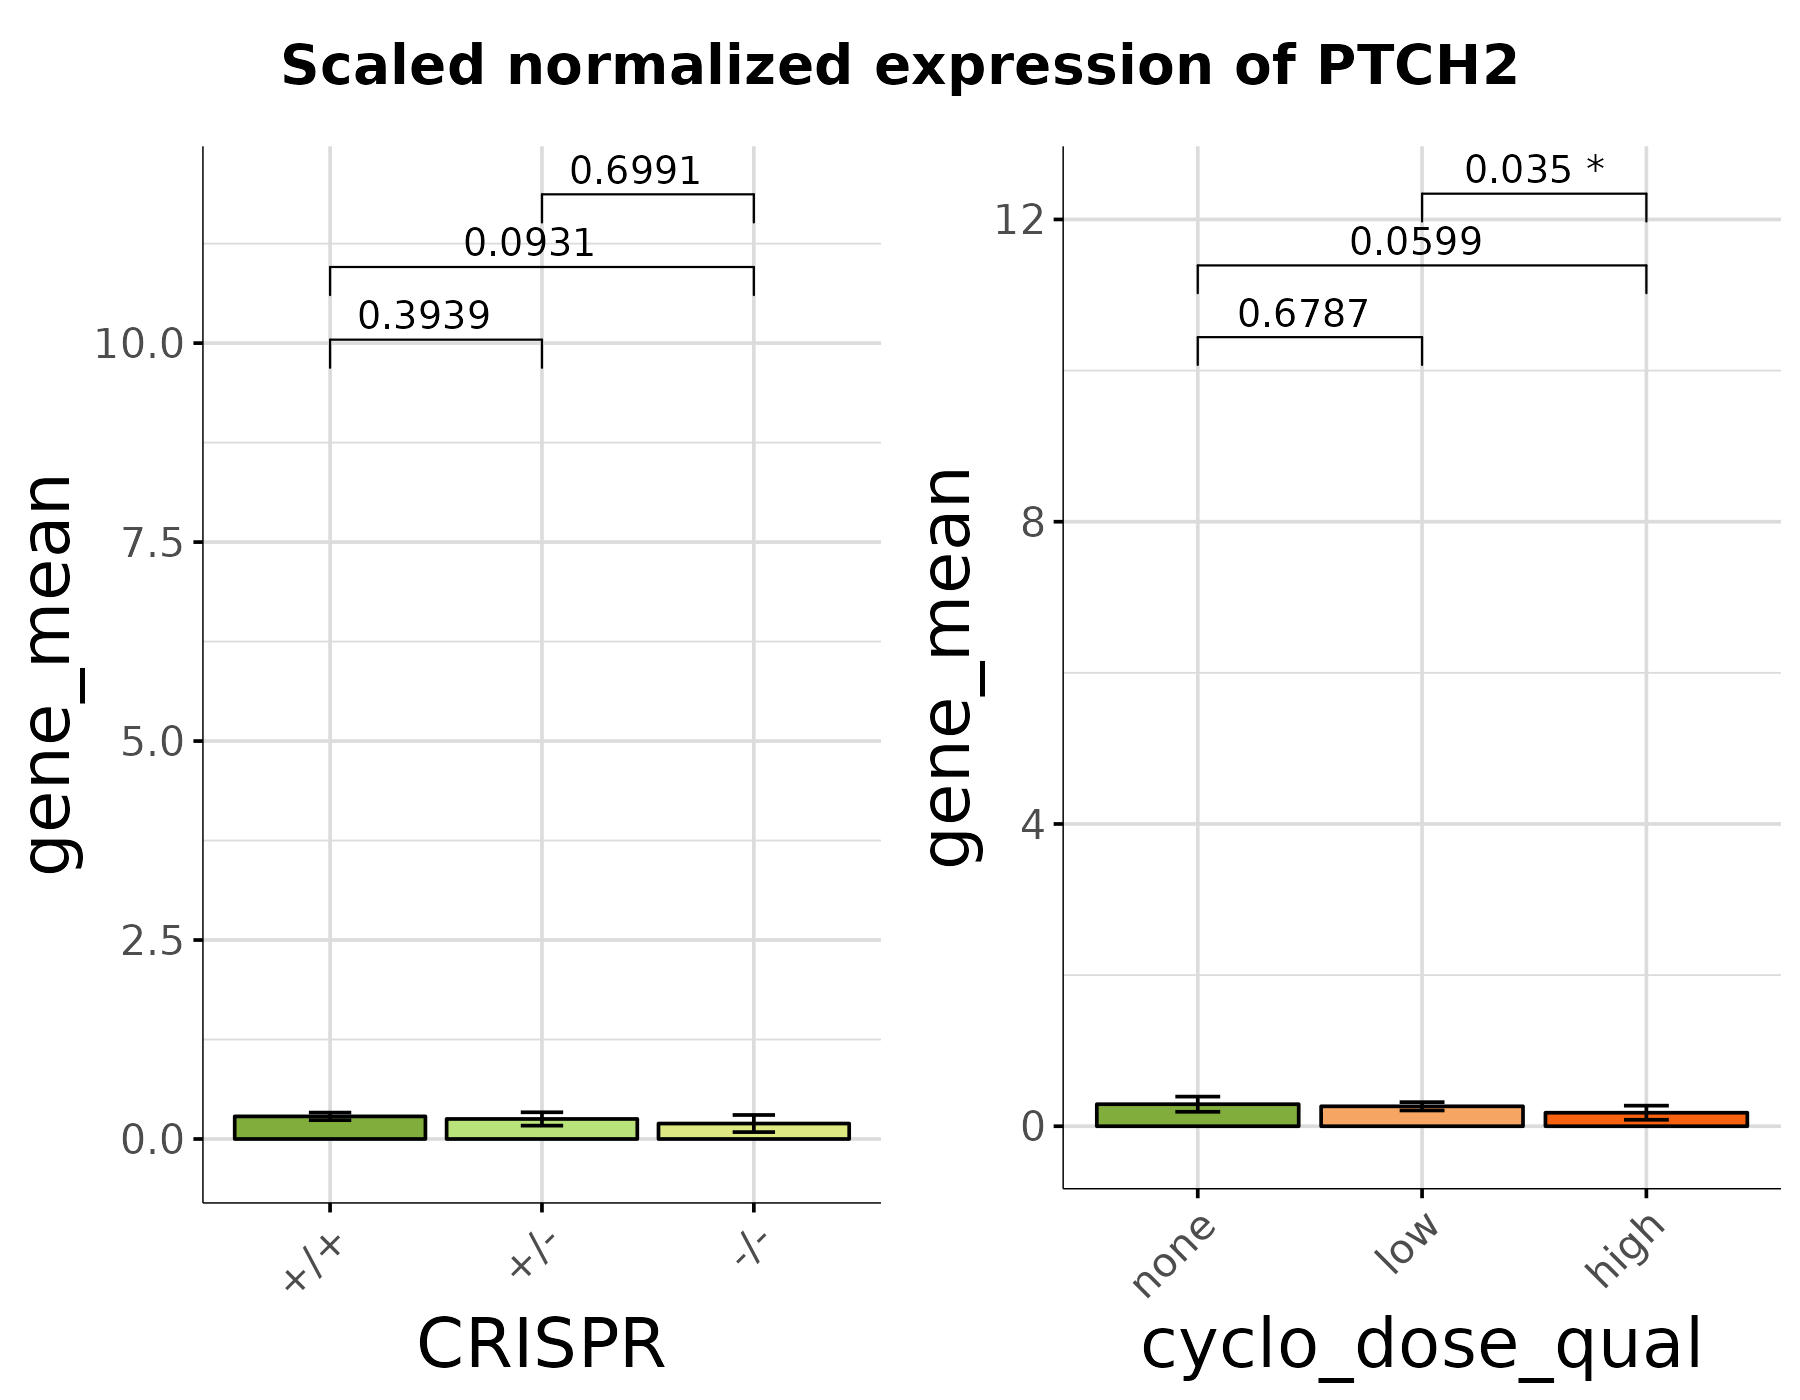 Scaled normalized expression of PTCH2
gene_mean
10.0
7.5
5.0
2.5
0.0
0.6991
0.0931
0.3939
+/+
+/-
-/-
CRISPR
gene_mean
12
8
4
0
0.035 *
0.0599
0.6787
none
low
high
cyclo_dose_qual